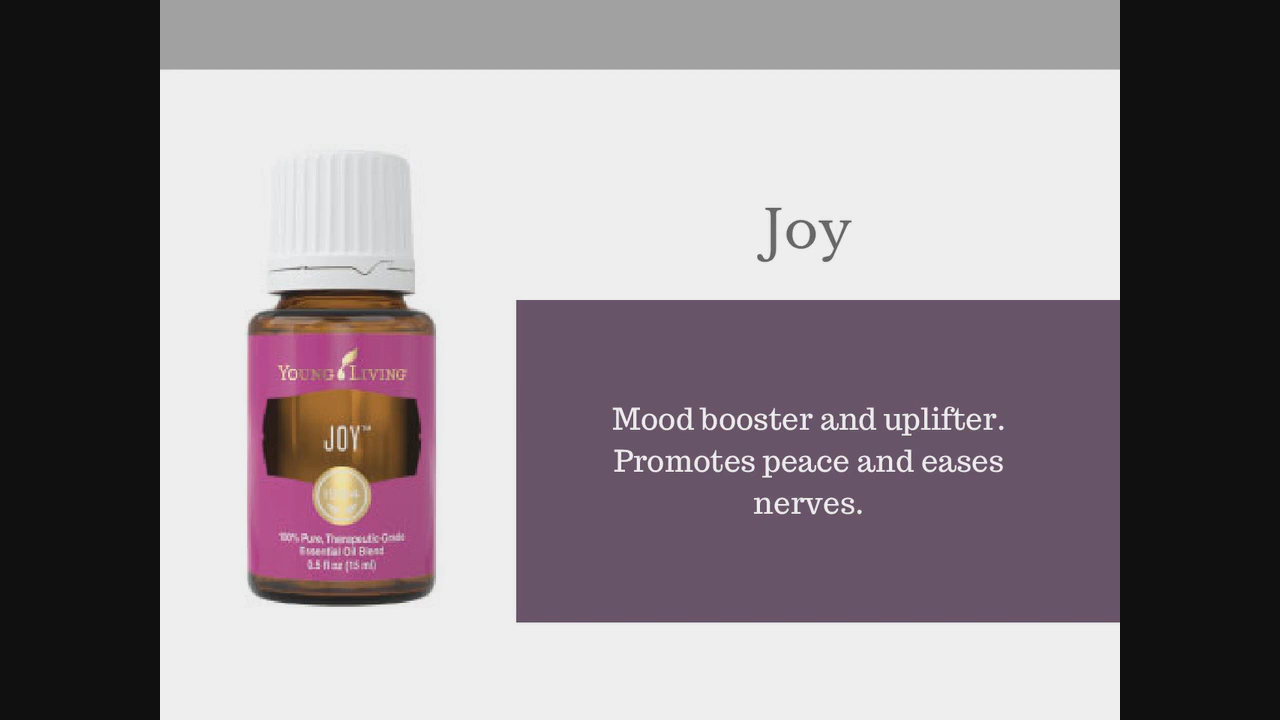 Joy
Mood booster and uplifter.
Promotes peace and eases
nerves.
YOUNG LIVING
JOY™
100% Pure, Therapeutic-Grade
Essential Oil Blend
0.5 fl oz (15 ml)